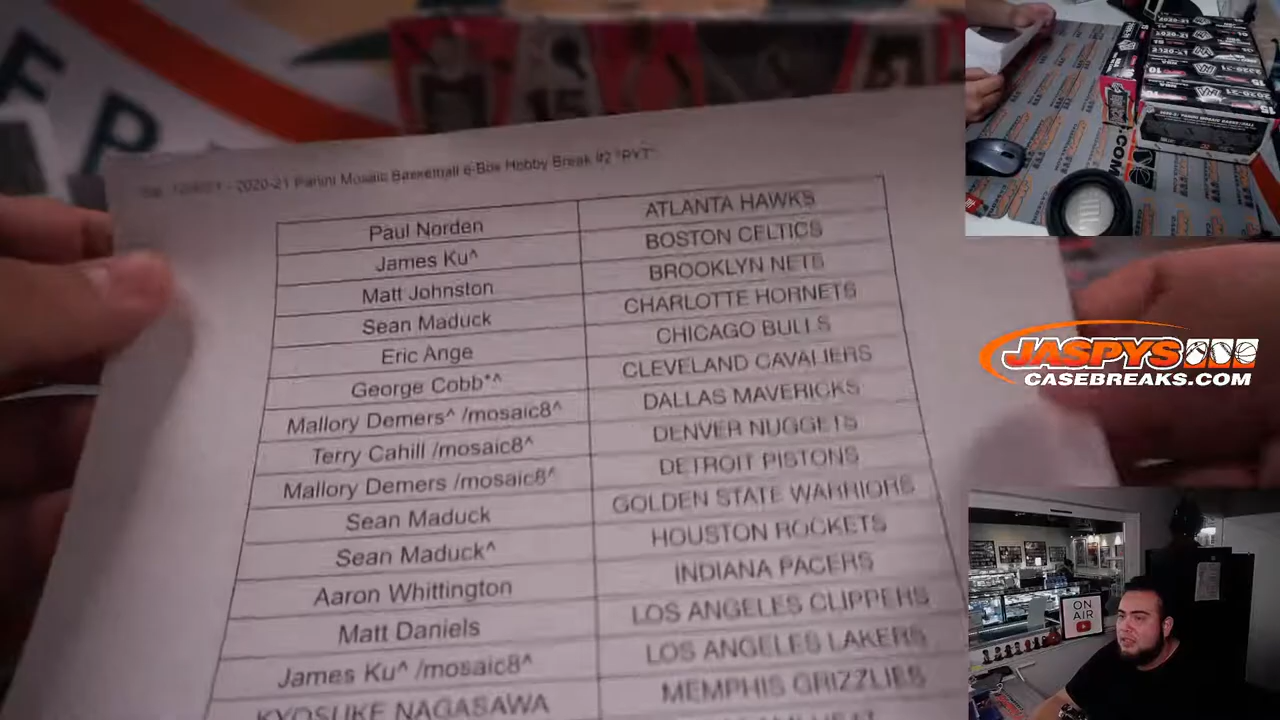 2020-21 Panini Mosaic Basketball 8-Box Hobby Break #2 "PYT"
Paul Norden ATLANTA HAWKS
James Ku^ BOSTON CELTICS
Matt Johnston BROOKLYN NETS
Sean Maduck CHARLOTTE HORNETS
Eric Ange CHICAGO BULLS
George Cobb*^ CLEVELAND CAVALIERS
Mallory Demers^ /mosaic8^ DALLAS MAVERICKS
Terry Cahill /mosaic8^ DENVER NUGGETS
Mallory Demers /mosaic8^ DETROIT PISTONS
Sean Maduck GOLDEN STATE WARRIORS
Sean Maduck^ HOUSTON ROCKETS
Aaron Whittington INDIANA PACERS
Matt Daniels LOS ANGELES CLIPPERS
James Ku^ /mosaic8^ LOS ANGELES LAKERS
KYOSUKE NAGASAWA MEMPHIS GRIZZLIES
JASPYS
CASEBREAKS.COM
ON
AIR
2020-21
.COM